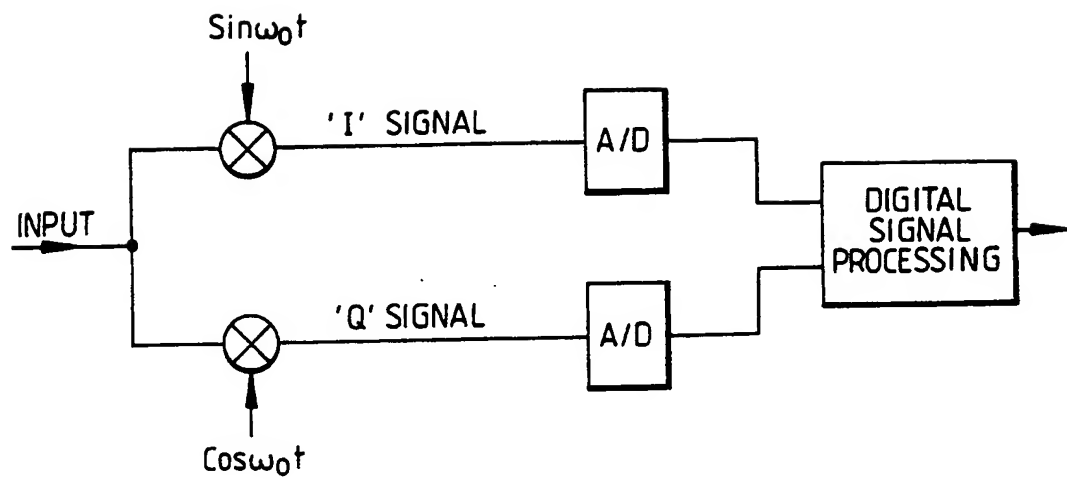 Sinω₀t
'I' SIGNAL
A/D
INPUT
DIGITAL
SIGNAL
PROCESSING
'Q' SIGNAL
A/D
Cosω₀t